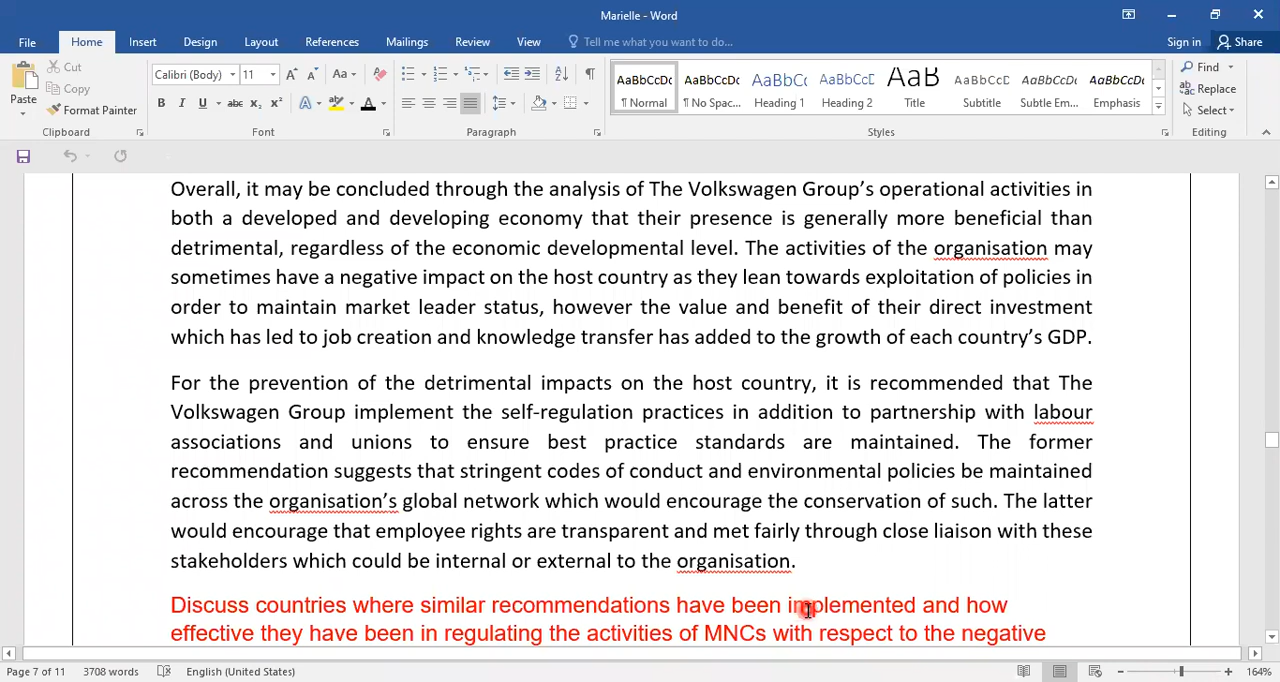 Marielle - Word
File Home Insert Design Layout References Mailings Review View Tell me what you want to do... Sign in Share
Cut
Copy
Format Painter
Paste
Clipboard
Calibri (Body) 11
Font
Paragraph
AaBbCcDc AaBbCcDc AaBbCc AaBbCcD AaB AaBbCcD AaBbCcDc AaBbCcDc
¶ Normal ¶ No Spac... Heading 1 Heading 2 Title Subtitle Subtle Em... Emphasis
Styles
Find
Replace
Select
Editing
Overall, it may be concluded through the analysis of The Volkswagen Group’s operational activities in
both a developed and developing economy that their presence is generally more beneficial than
detrimental, regardless of the economic developmental level. The activities of the organisation may
sometimes have a negative impact on the host country as they lean towards exploitation of policies in
order to maintain market leader status, however the value and benefit of their direct investment
which has led to job creation and knowledge transfer has added to the growth of each country’s GDP.
For the prevention of the detrimental impacts on the host country, it is recommended that The
Volkswagen Group implement the self-regulation practices in addition to partnership with labour
associations and unions to ensure best practice standards are maintained. The former
recommendation suggests that stringent codes of conduct and environmental policies be maintained
across the organisation’s global network which would encourage the conservation of such. The latter
would encourage that employee rights are transparent and met fairly through close liaison with these
stakeholders which could be internal or external to the organisation.
Discuss countries where similar recommendations have been implemented and how
effective they have been in regulating the activities of MNCs with respect to the negative
Page 7 of 11 3708 words English (United States) 164%